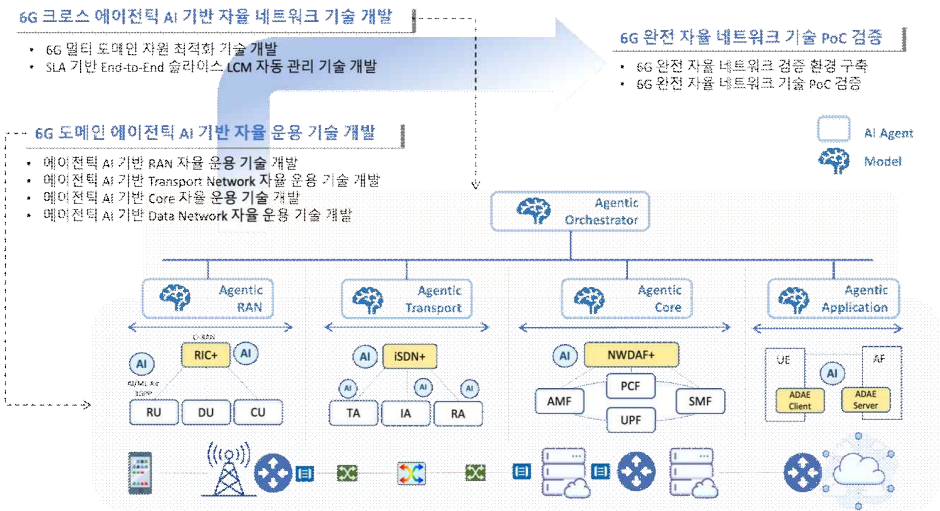 6G 크로스 에이전틱 AI 기반 자율 네트워크 기술 개발
• 6G 멀티 도메인 자원 최적화 기술 개발
• SLA 기반 End-to-End 슬라이스 LCM 자동 관리 기술 개발
6G 완전 자율 네트워크 기술 PoC 검증
• 6G 완전 자율 네트워크 검증 환경 구축
• 6G 완전 자율 네트워크 기술 PoC 검증
6G 도메인 에이전틱 AI 기반 자율 운용 기술 개발
• 에이전틱 AI 기반 RAN 자율 운용 기술 개발
• 에이전틱 AI 기반 Transport Network 자율 운용 기술 개발
• 에이전틱 AI 기반 Core 자율 운용 기술 개발
• 에이전틱 AI 기반 Data Network 자율 운용 기술 개발
AI Agent
Model
Agentic
Orchestrator
Agentic
RAN
Agentic
Transport
Agentic
Core
Agentic
Application
O-RAN
RIC+
AI
AI
AI/ML Air
3GPP
RU
DU
CU
AI
iSDN+
AI
AI
AI
TA
IA
RA
AI
NWDAF+
AMF
PCF
SMF
UPF
UE
AF
AI
ADAE
Client
ADAE
Server